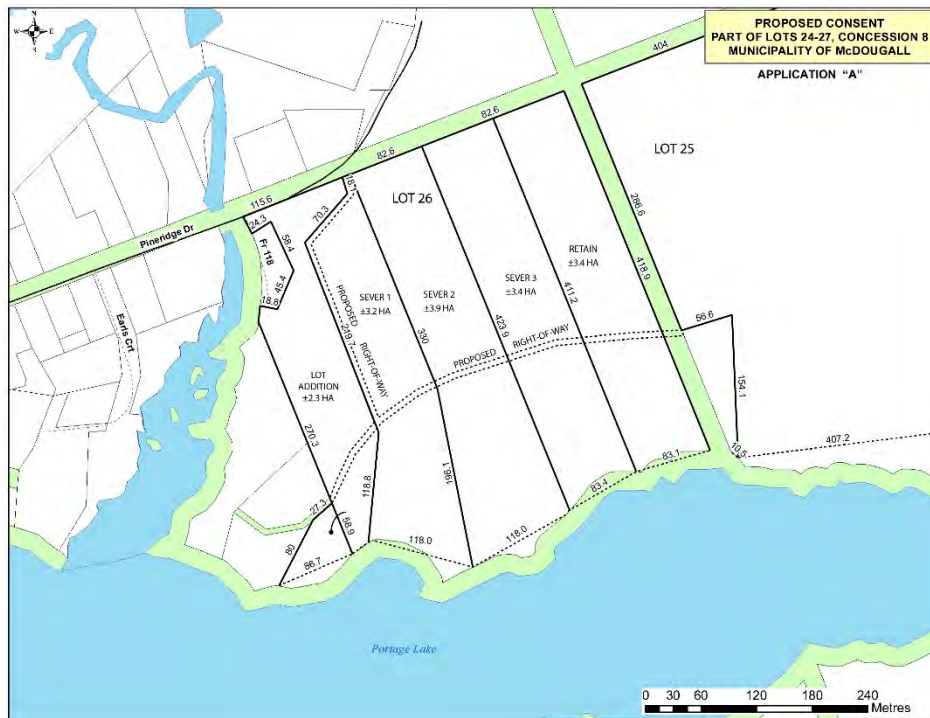 PROPOSED CONSENT
PART OF LOTS 24-27, CONCESSION 8
MUNICIPALITY OF McDOUGALL
APPLICATION "A"
N
W
E
S
404
82.6
82.6
115.6
LOT 25
LOT 26
18.1
70.3
24.3
58.4
Fr 118
45.4
18.8
Pineridge Dr
Earls Crt
286.6
418.9
RETAIN
±3.4 HA
411.2
SEVER 3
±3.4 HA
423.9
SEVER 2
±3.9 HA
330
SEVER 1
±3.2 HA
PROPOSED
249.7
RIGHT-OF-WAY
PROPOSED
RIGHT-OF-WAY
56.6
154.1
LOT
ADDITION
±2.3 HA
270.3
407.2
10.5
83.1
83.4
118.0
198.1
118.8
118.0
27.3
58.9
80
86.7
Portage Lake
0 30 60 120 180 240
Metres